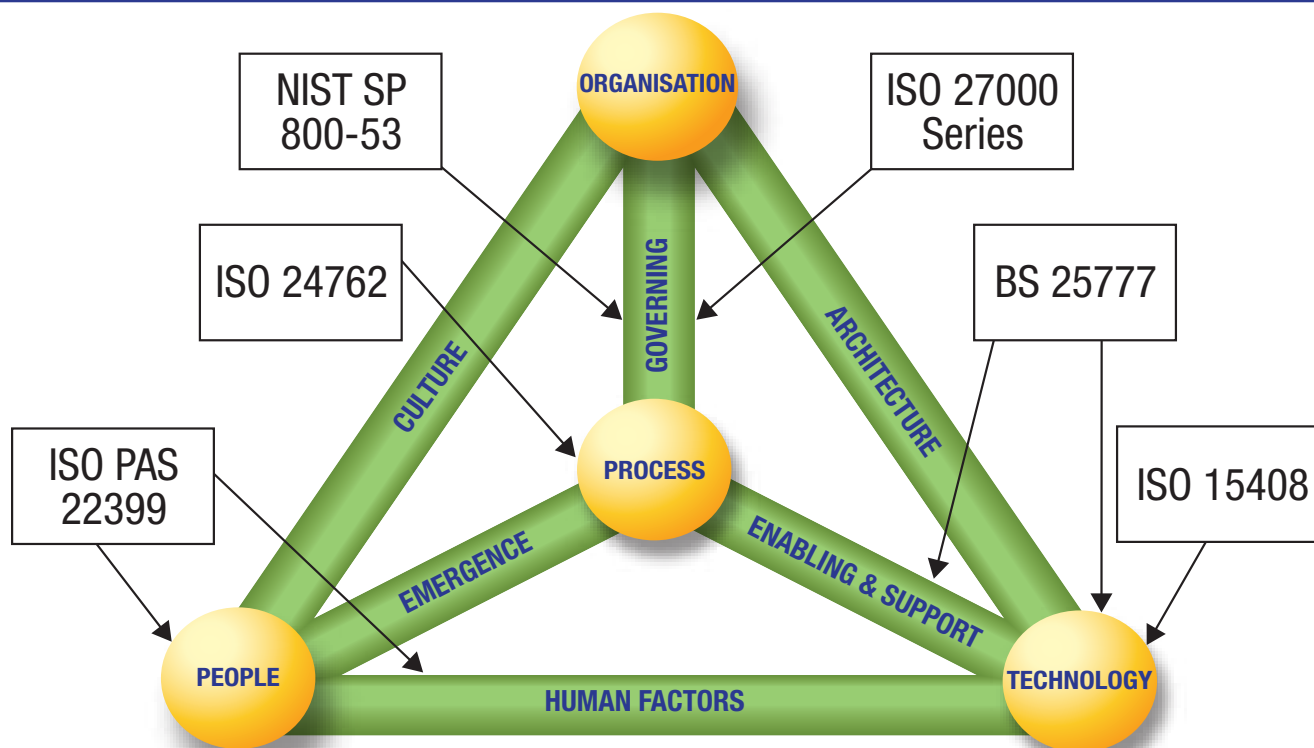 ORGANISATION
NIST SP
800-53
ISO 27000
Series
ISO 24762
GOVERNING
BS 25777
CULTURE
ARCHITECTURE
ISO PAS
22399
PROCESS
ISO 15408
EMERGENCE
ENABLING & SUPPORT
PEOPLE
HUMAN FACTORS
TECHNOLOGY